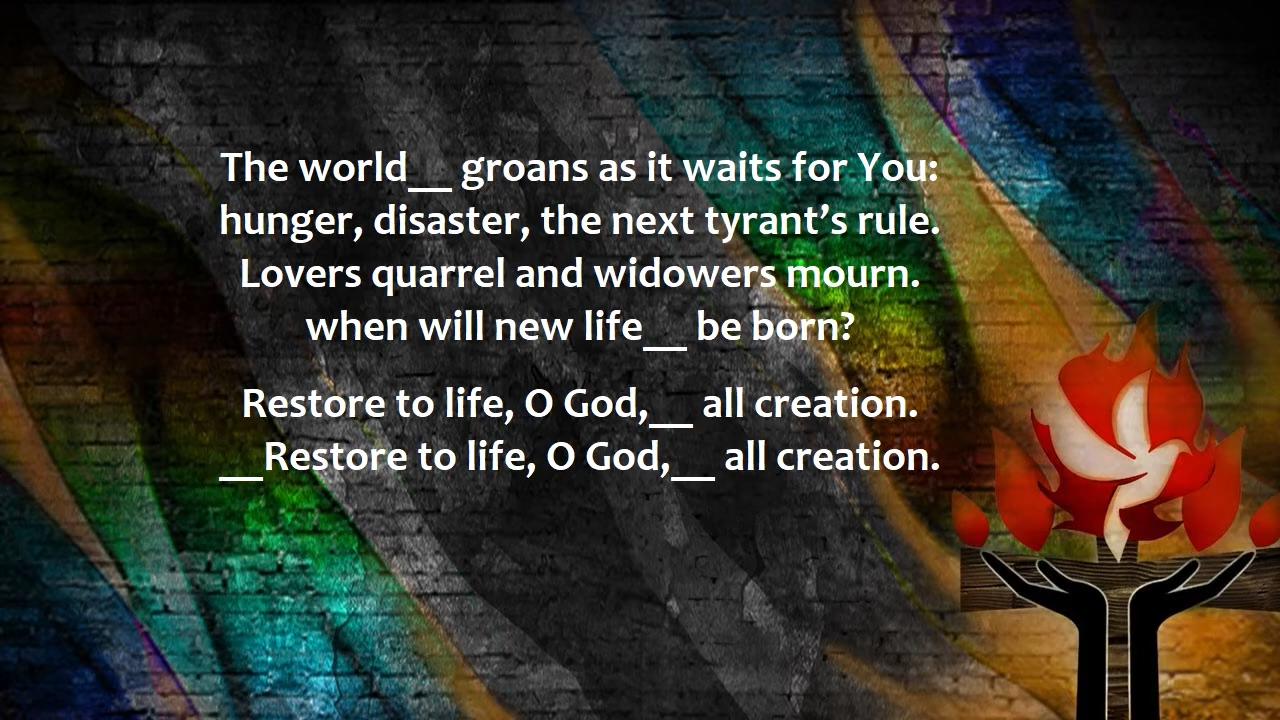 The world__ groans as it waits for You:
hunger, disaster, the next tyrant’s rule.
Lovers quarrel and widowers mourn.
when will new life__ be born?
Restore to life, O God,__ all creation.
__Restore to life, O God,__ all creation.